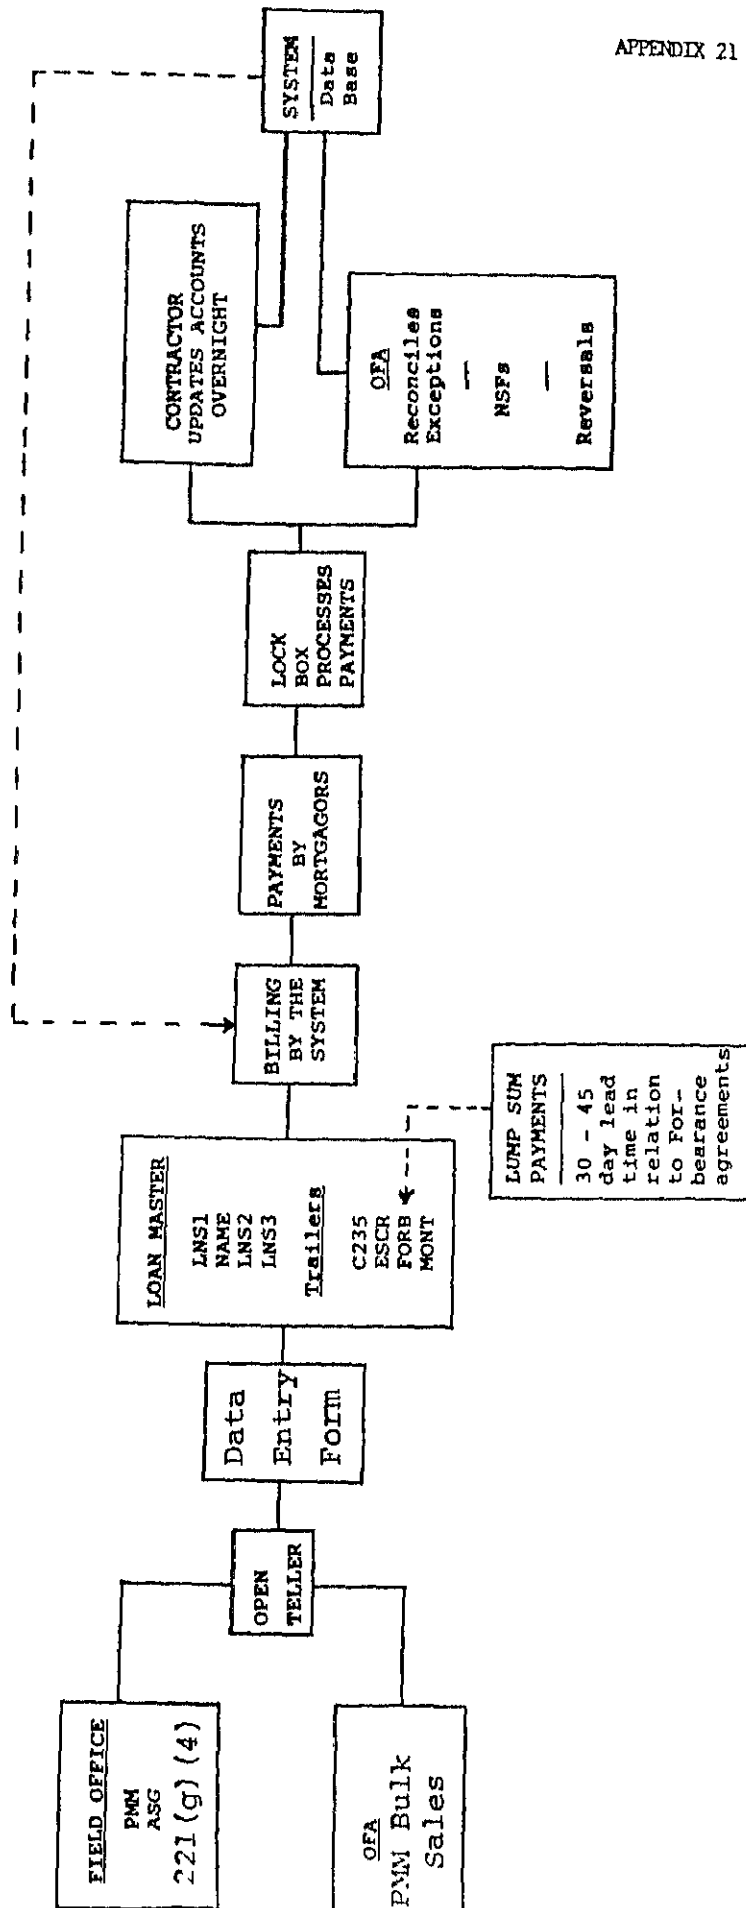 APPENDIX 21
FIELD OFFICE
PMM
ASG
221(g)(4)
OFA
PMM Bulk
Sales
OPEN
TELLER
Data
Entry
Form
LOAN MASTER
LNS1
NAME
LNS2
LNS3
Trailers
C235
ESCR
FORB
MONT
LUMP SUM
PAYMENTS
30 - 45
day lead
time in
relation
to For-
bearance
agreements
BILLING
BY THE
SYSTEM
PAYMENTS
BY
MORTGAGORS
LOCK
BOX
PROCESSES
PAYMENTS
CONTRACTOR
UPDATES ACCOUNTS
OVERNIGHT
OFA
Reconciles
Exceptions
—
NSFs
—
Reversals
SYSTEM
Data
Base